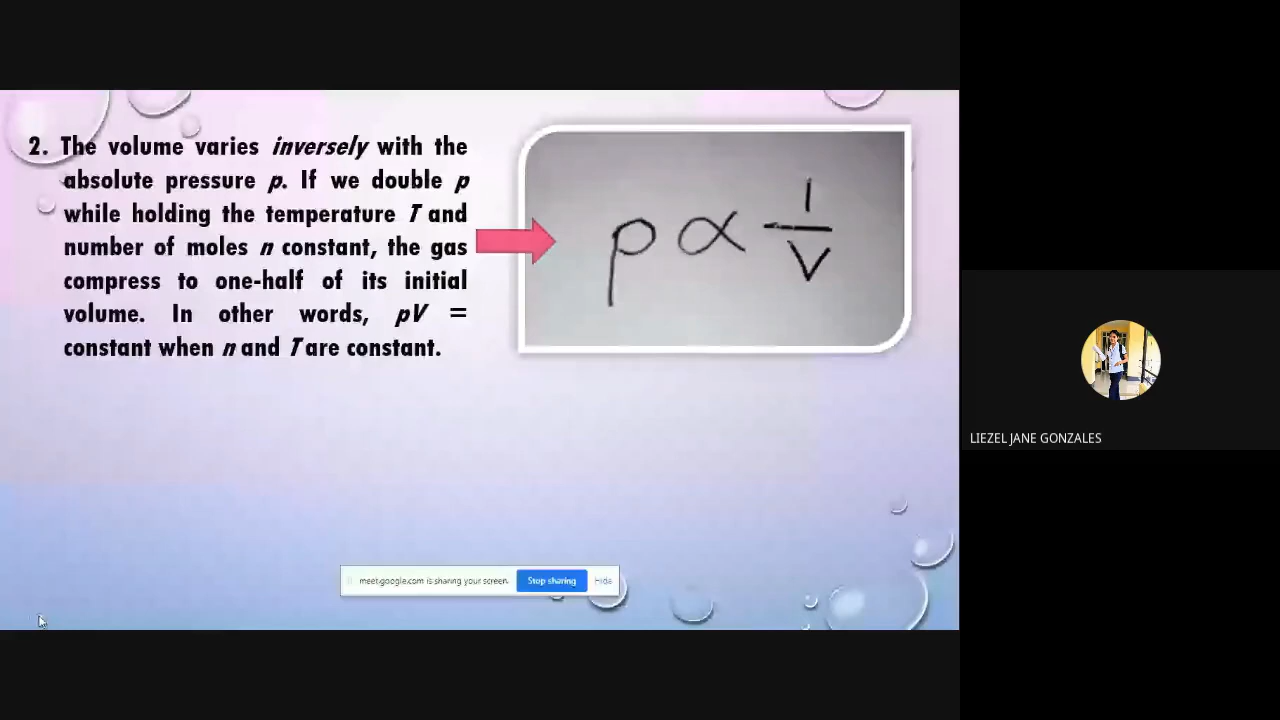 2. The volume varies inversely with the
absolute pressure p. If we double p
while holding the temperature T and
number of moles n constant, the gas
compress to one-half of its initial
volume. In other words, pV =
constant when n and T are constant.
p ∝ 1/V
LIEZEL JANE GONZALES
meet.google.com is sharing your screen. Stop sharing Hide